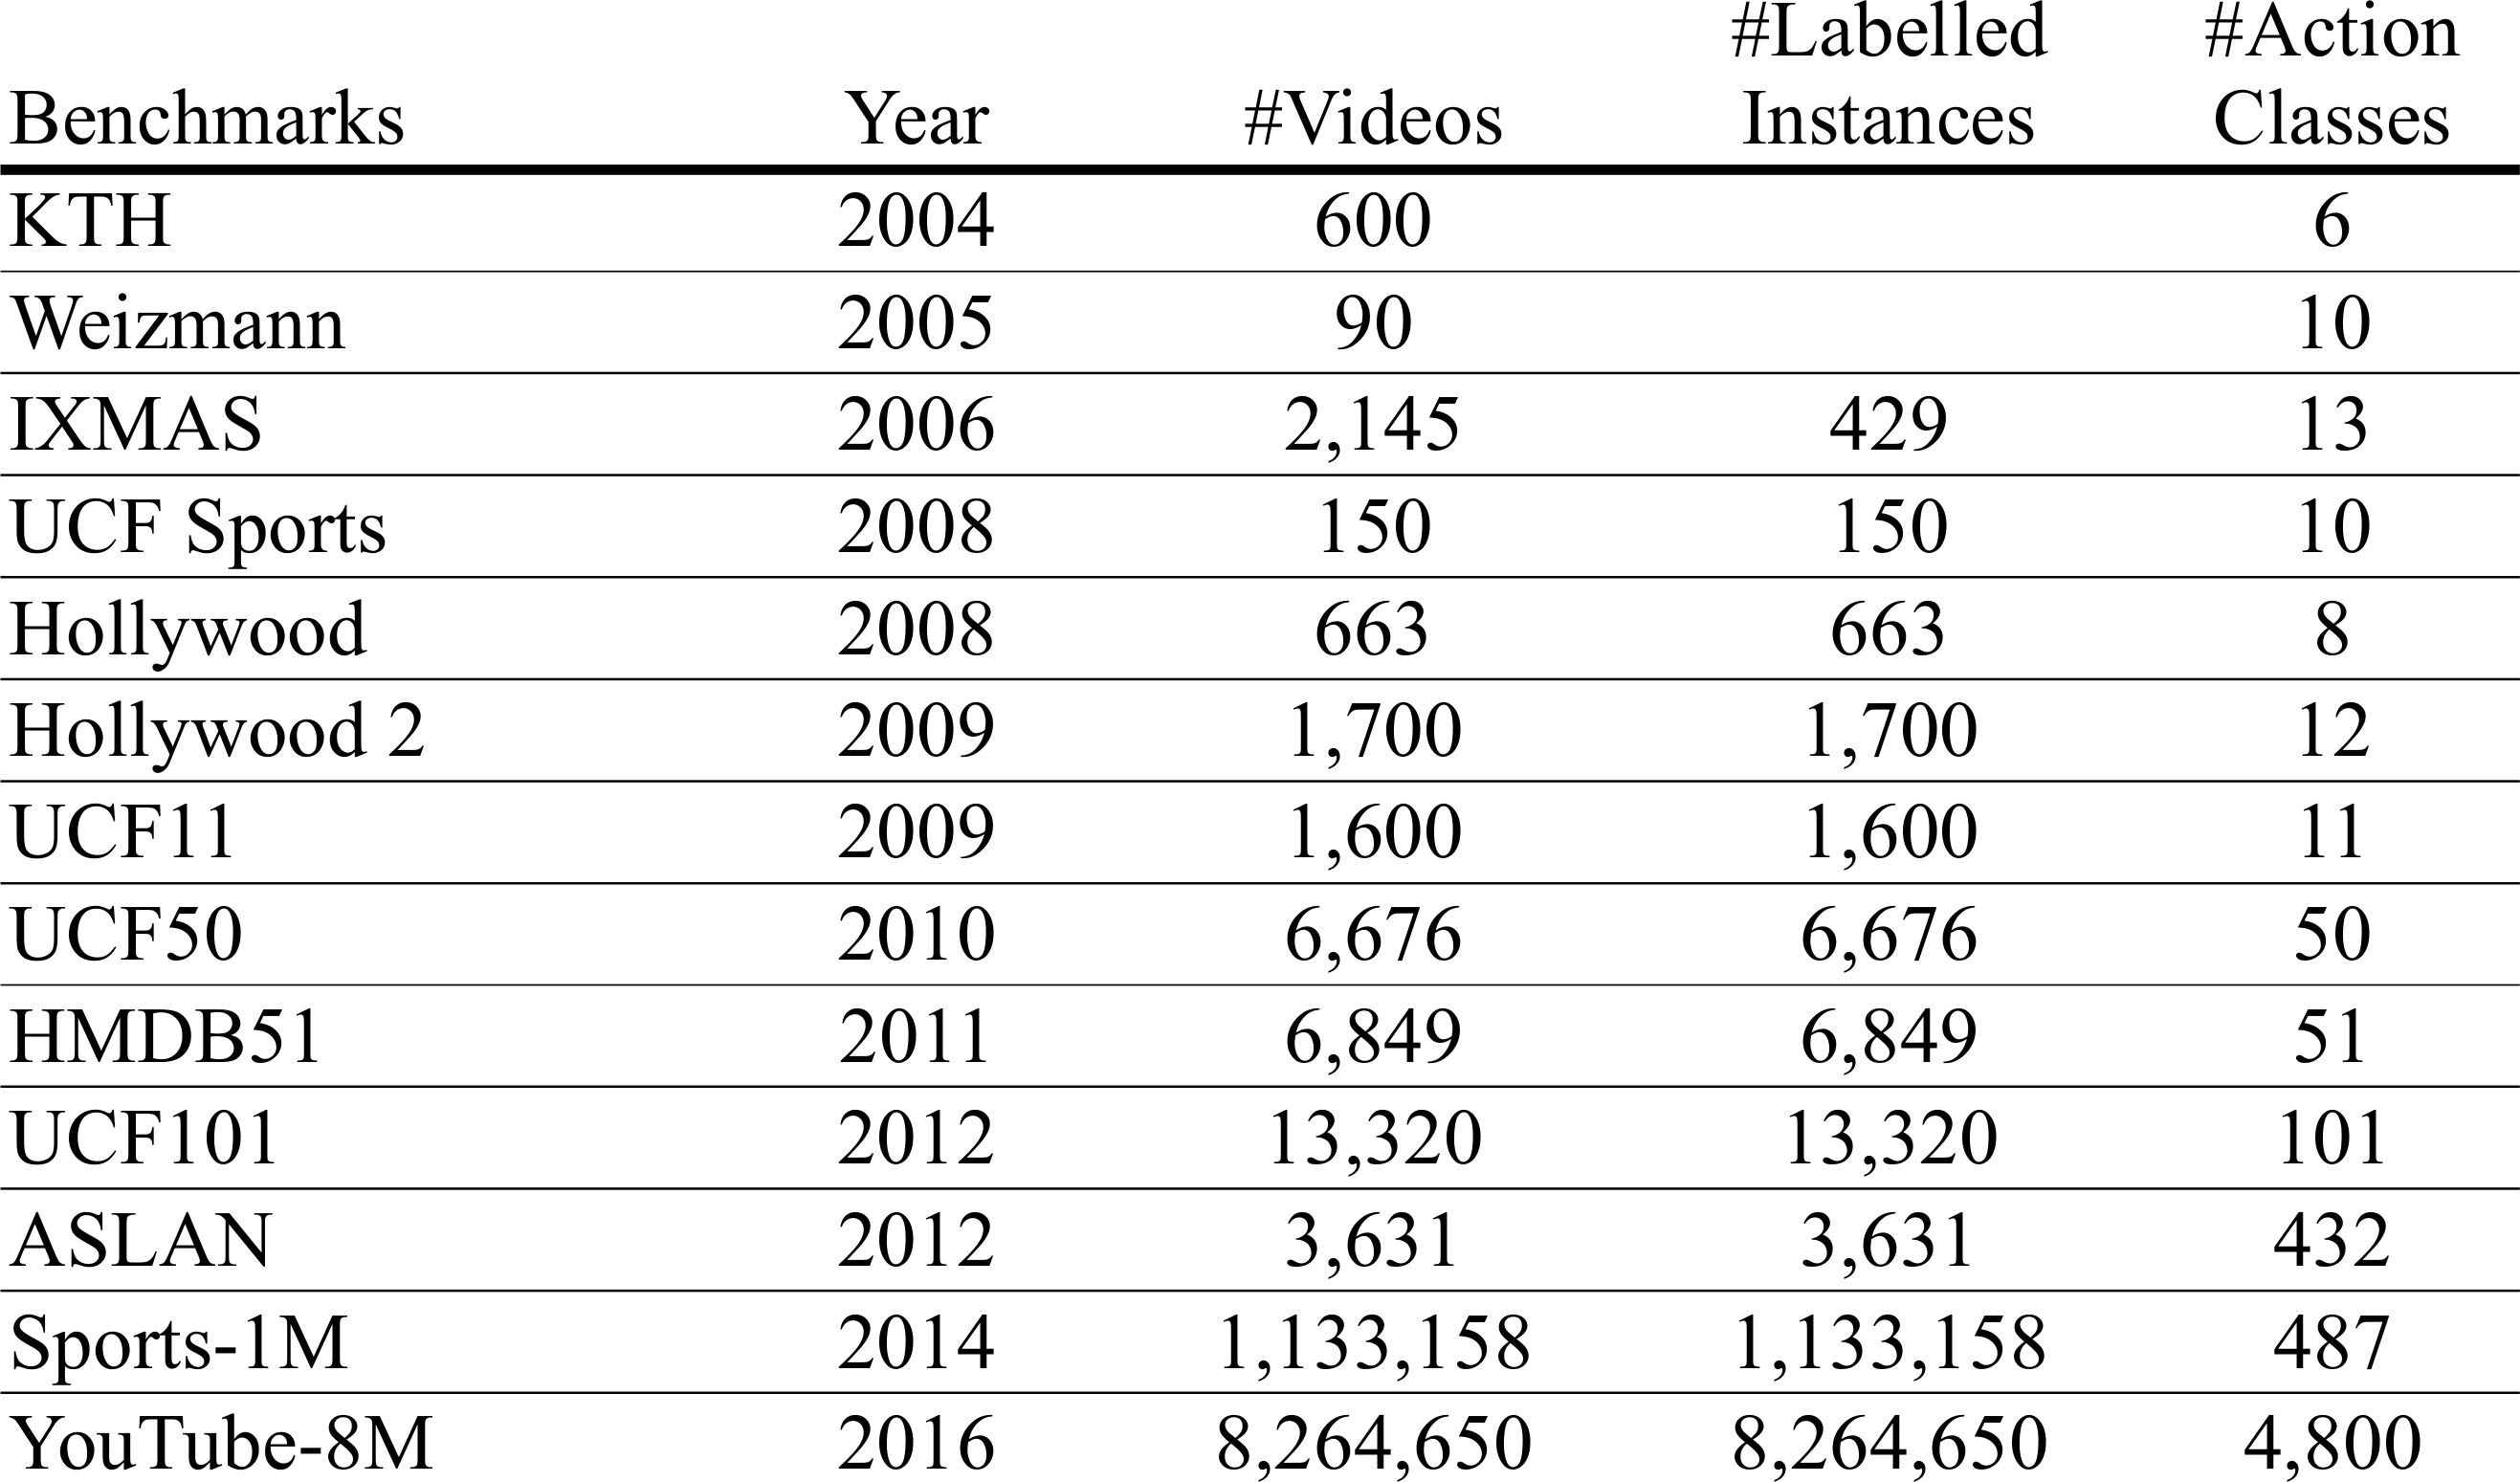 #Labelled #Action
Benchmarks Year #Videos Instances Classes
KTH 2004 600 6
Weizmann 2005 90 10
IXMAS 2006 2,145 429 13
UCF Sports 2008 150 150 10
Hollywood 2008 663 663 8
Hollywood 2 2009 1,700 1,700 12
UCF11 2009 1,600 1,600 11
UCF50 2010 6,676 6,676 50
HMDB51 2011 6,849 6,849 51
UCF101 2012 13,320 13,320 101
ASLAN 2012 3,631 3,631 432
Sports-1M 2014 1,133,158 1,133,158 487
YouTube-8M 2016 8,264,650 8,264,650 4,800